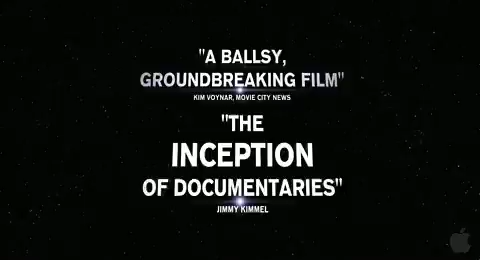 "A BALLSY,
GROUNDBREAKING FILM"
KIM VOYNAR, MOVIE CITY NEWS
"THE
INCEPTION
OF DOCUMENTARIES"
JIMMY KIMMEL